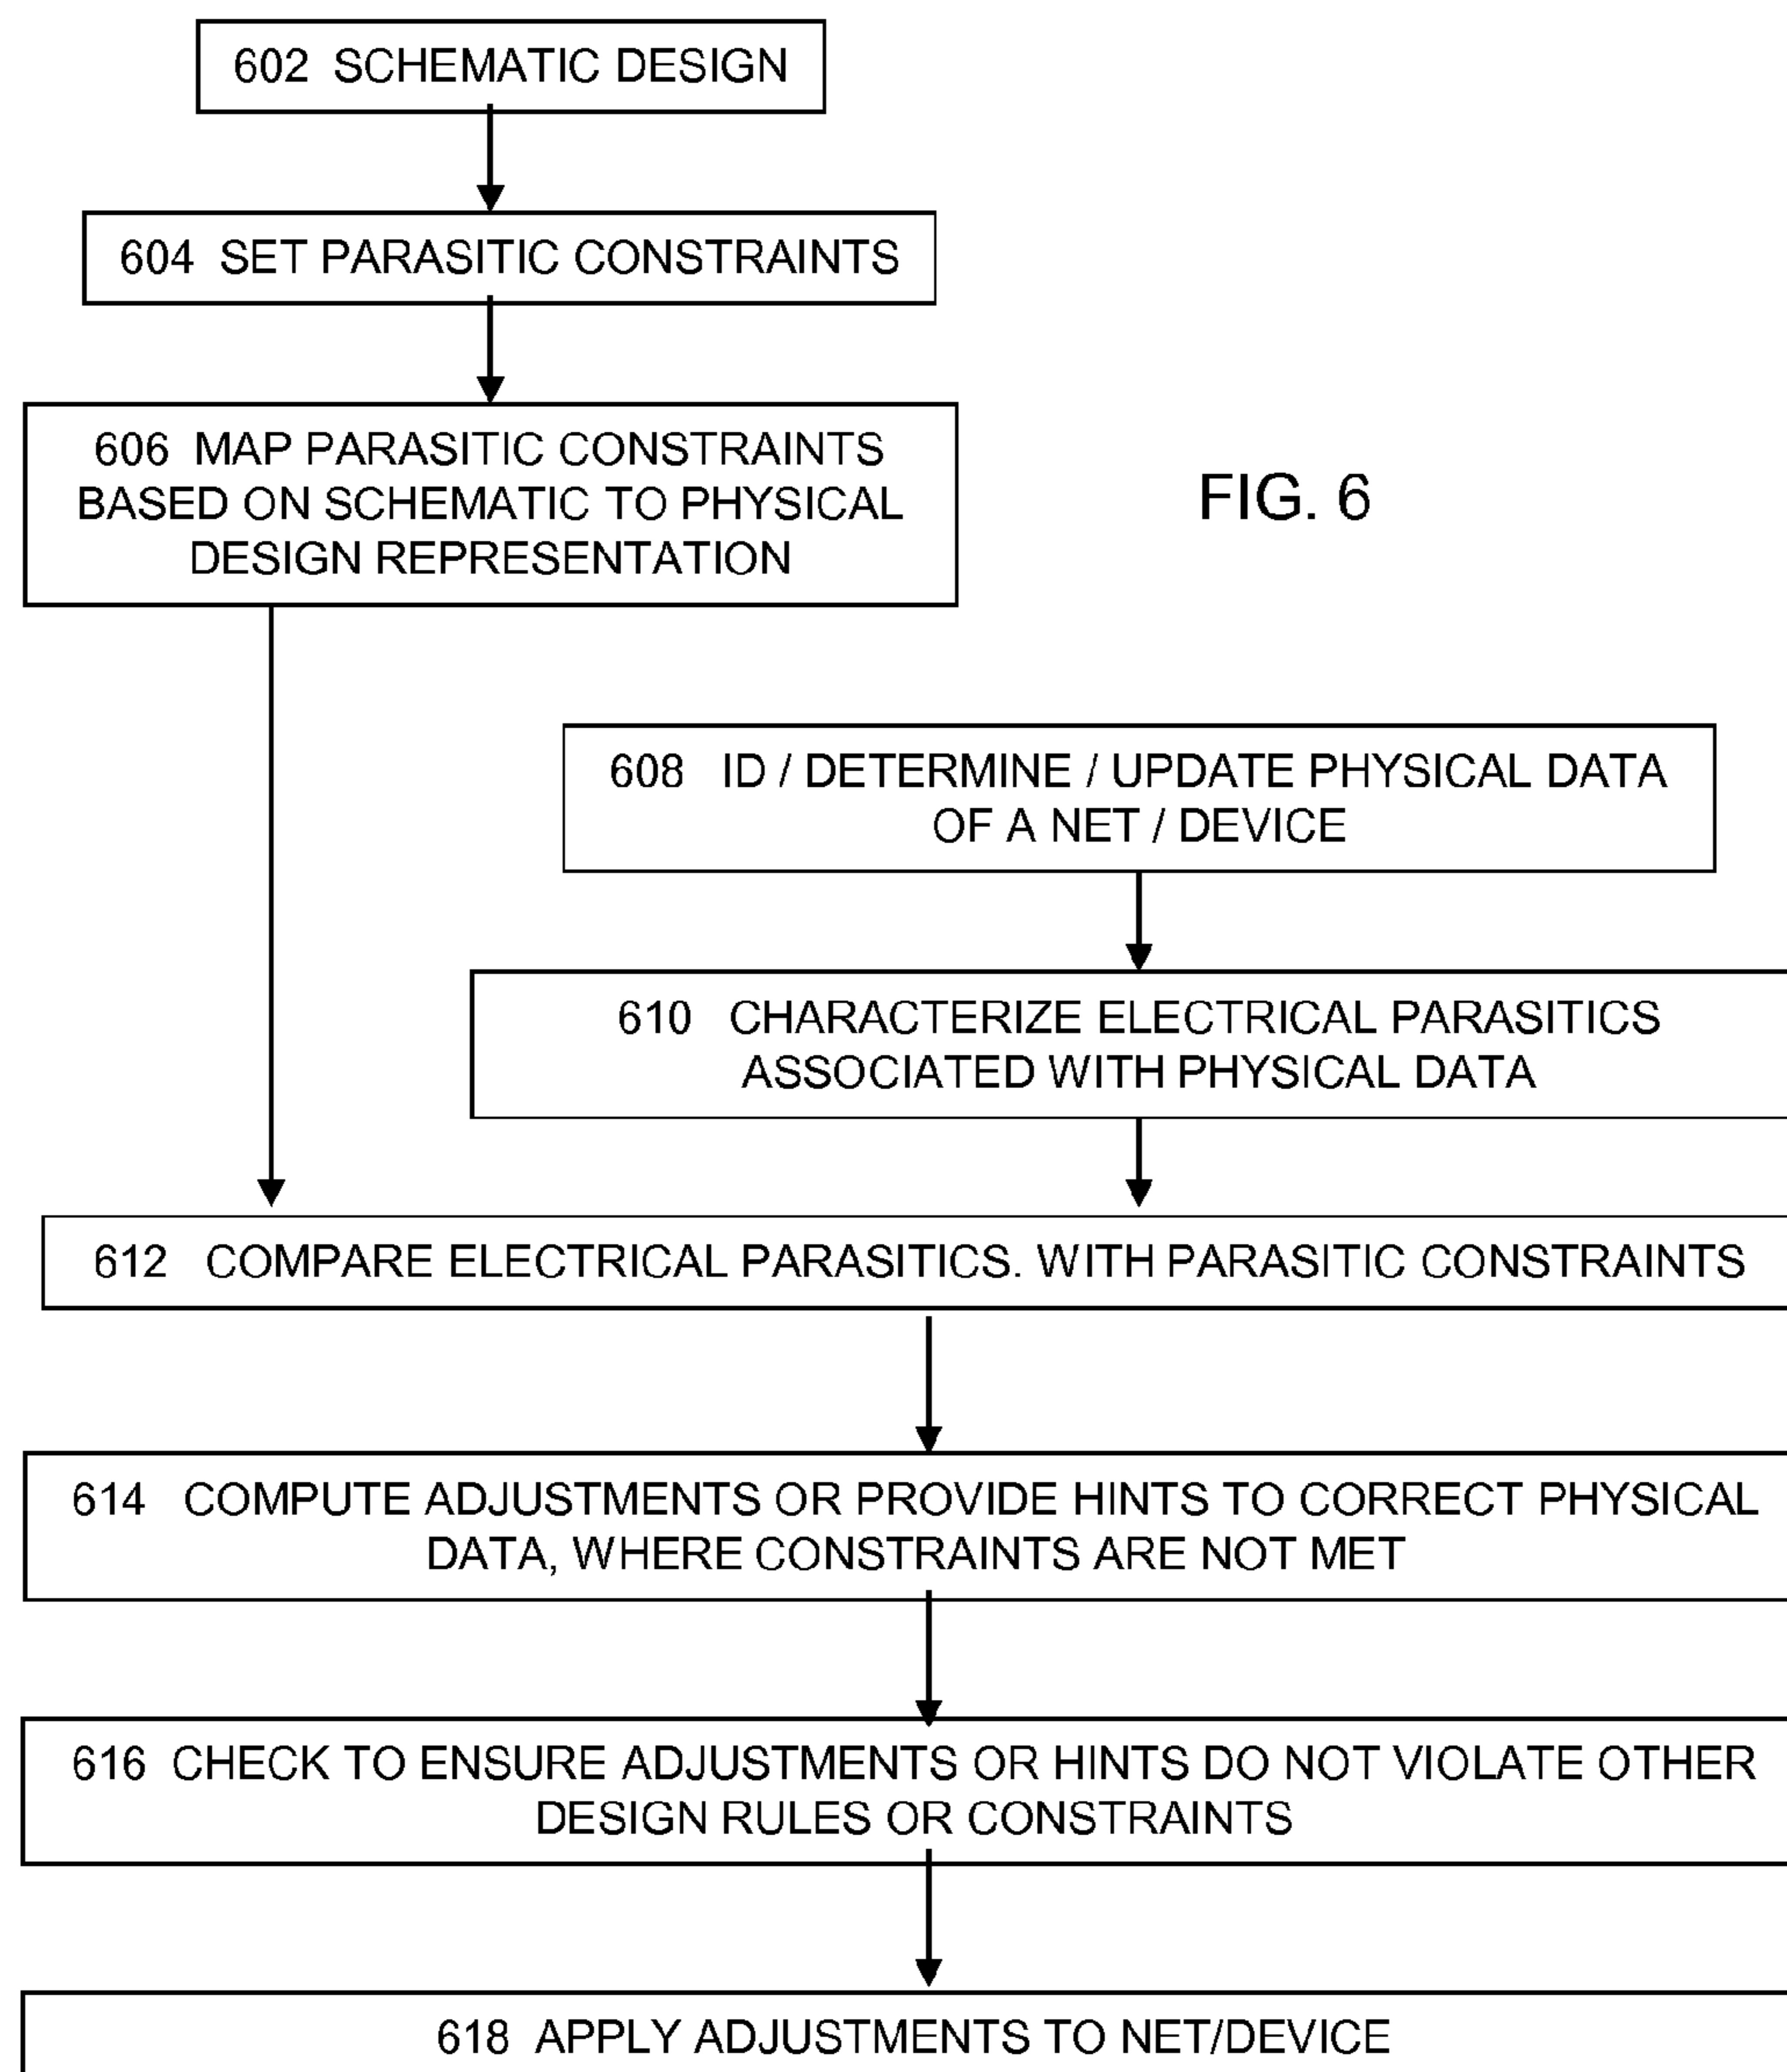 602 SCHEMATIC DESIGN
604 SET PARASITIC CONSTRAINTS
606 MAP PARASITIC CONSTRAINTS
BASED ON SCHEMATIC TO PHYSICAL
DESIGN REPRESENTATION
FIG. 6
608 ID / DETERMINE / UPDATE PHYSICAL DATA
OF A NET / DEVICE
610 CHARACTERIZE ELECTRICAL PARASITICS
ASSOCIATED WITH PHYSICAL DATA
612 COMPARE ELECTRICAL PARASITICS. WITH PARASITIC CONSTRAINTS
614 COMPUTE ADJUSTMENTS OR PROVIDE HINTS TO CORRECT PHYSICAL
DATA, WHERE CONSTRAINTS ARE NOT MET
616 CHECK TO ENSURE ADJUSTMENTS OR HINTS DO NOT VIOLATE OTHER
DESIGN RULES OR CONSTRAINTS
618 APPLY ADJUSTMENTS TO NET/DEVICE